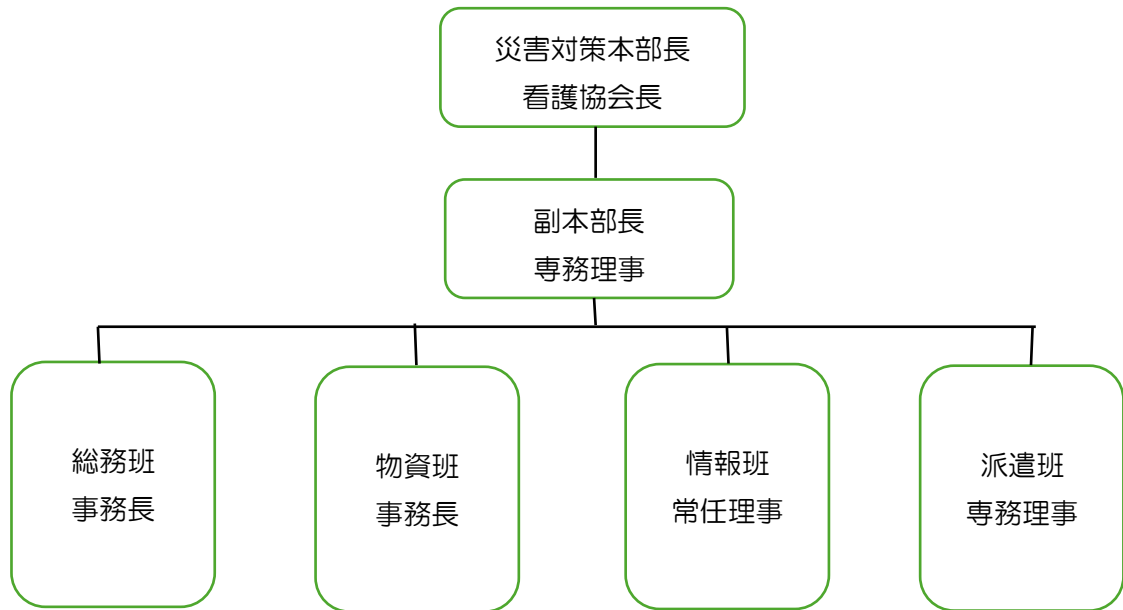 災害対策本部長
看護協会長
副本部長
専務理事
総務班
事務長
物資班
事務長
情報班
常任理事
派遣班
専務理事